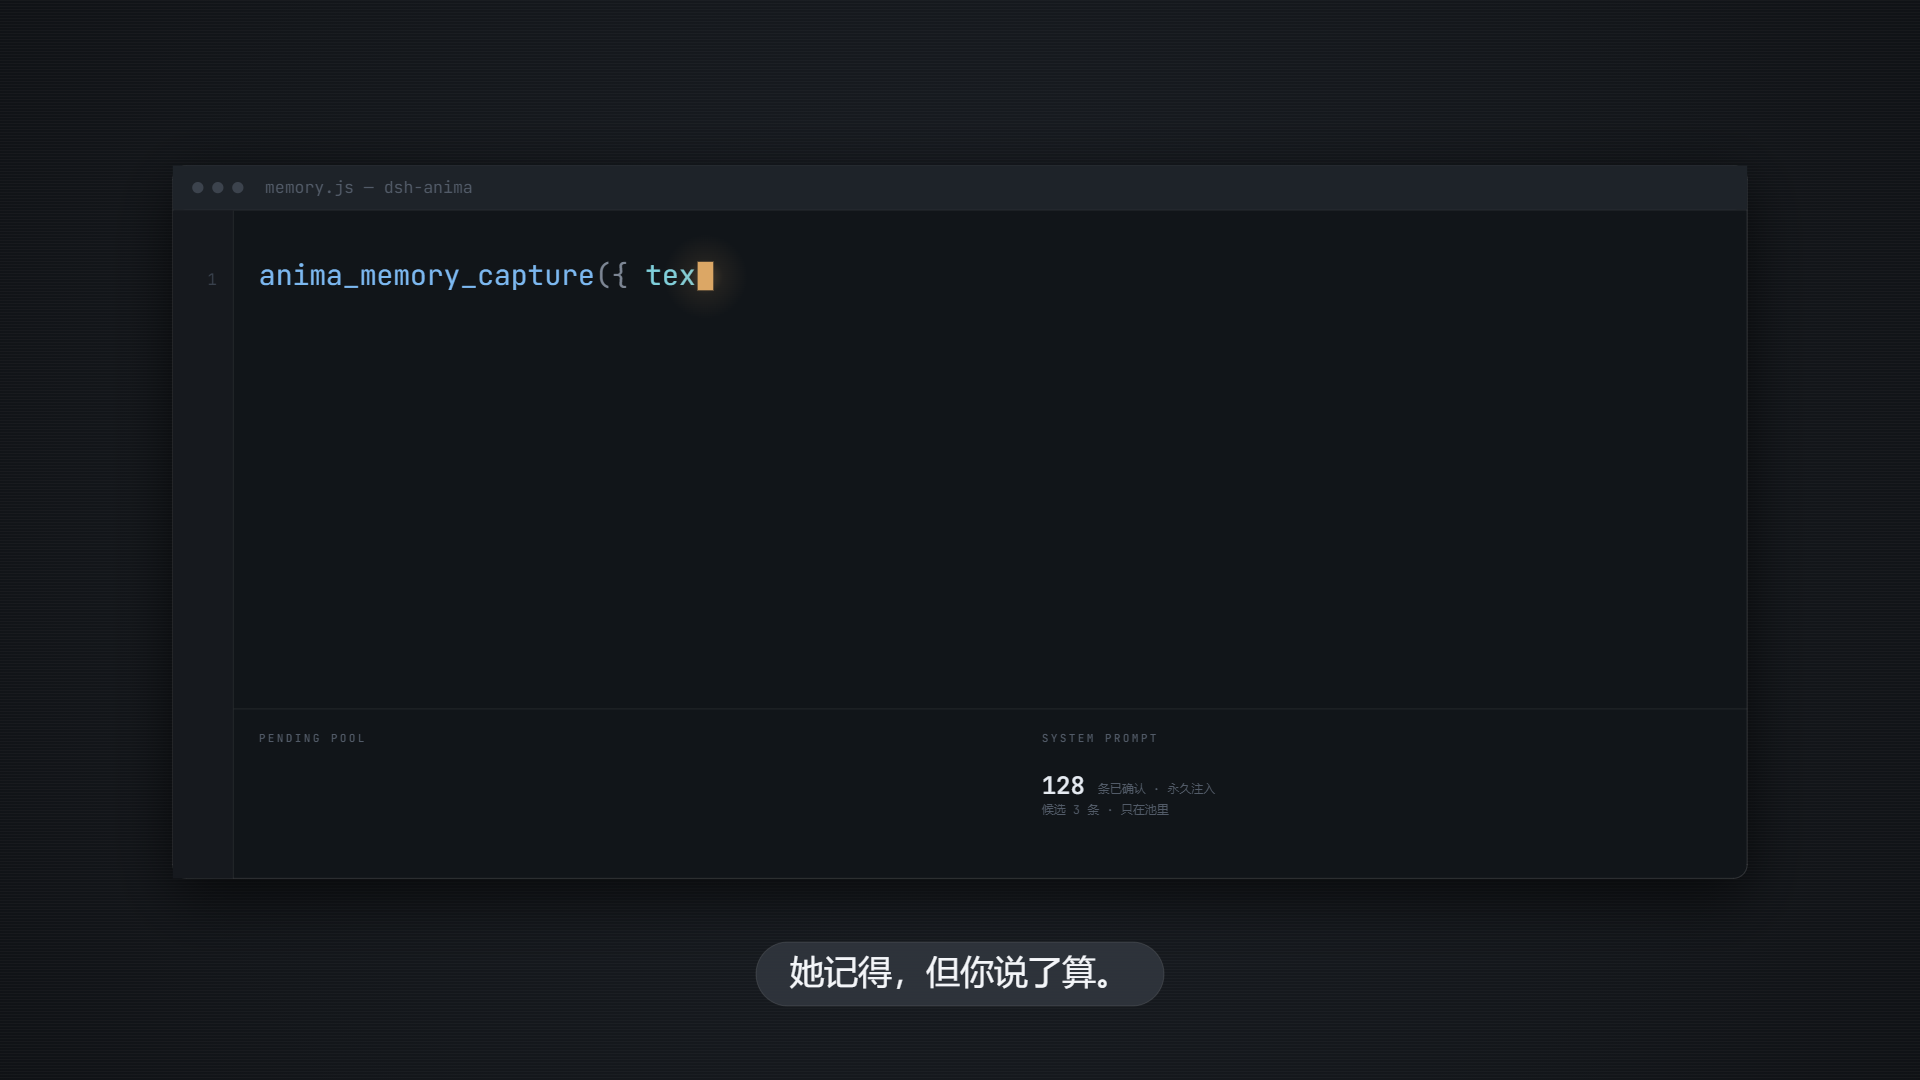 memory.js — dsh-anima
1
anima_memory_capture({ tex
PENDING POOL
SYSTEM PROMPT
128 条已确认 · 永久注入
候选 3 条 · 只在池里
她记得，但你说了算。